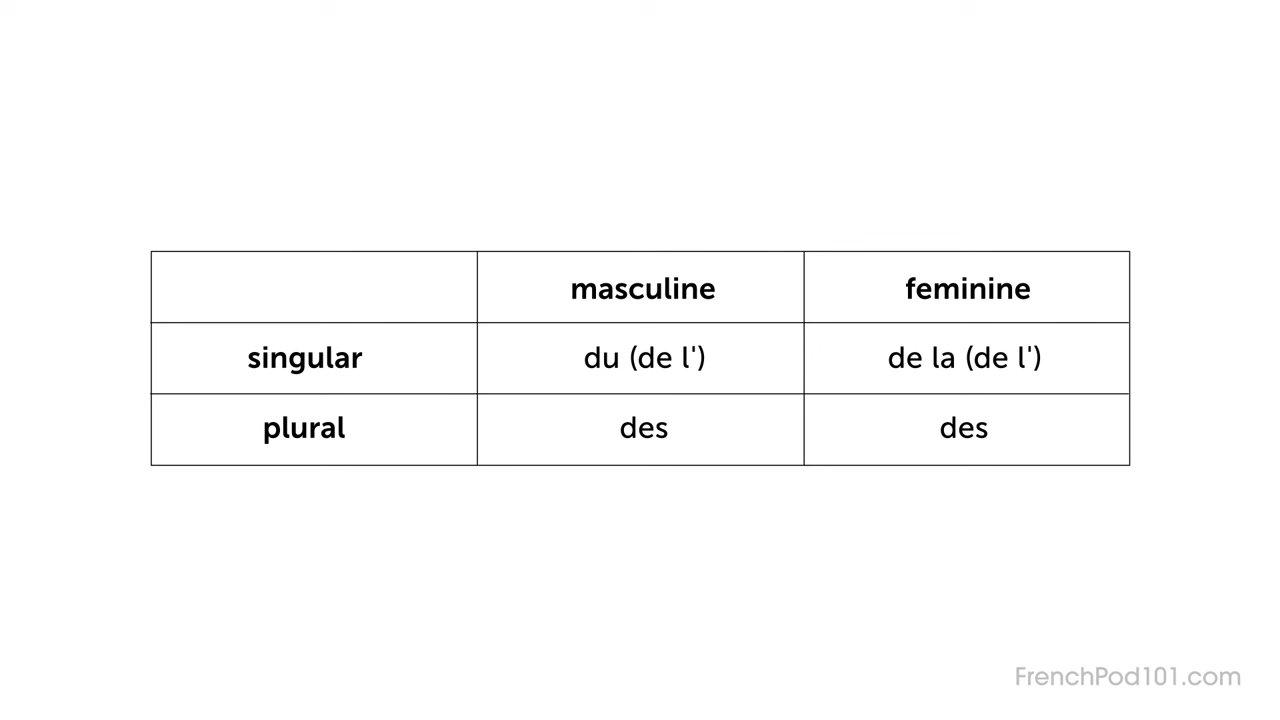 masculine feminine
singular du (de l') de la (de l')
plural des des
FrenchPod101.com